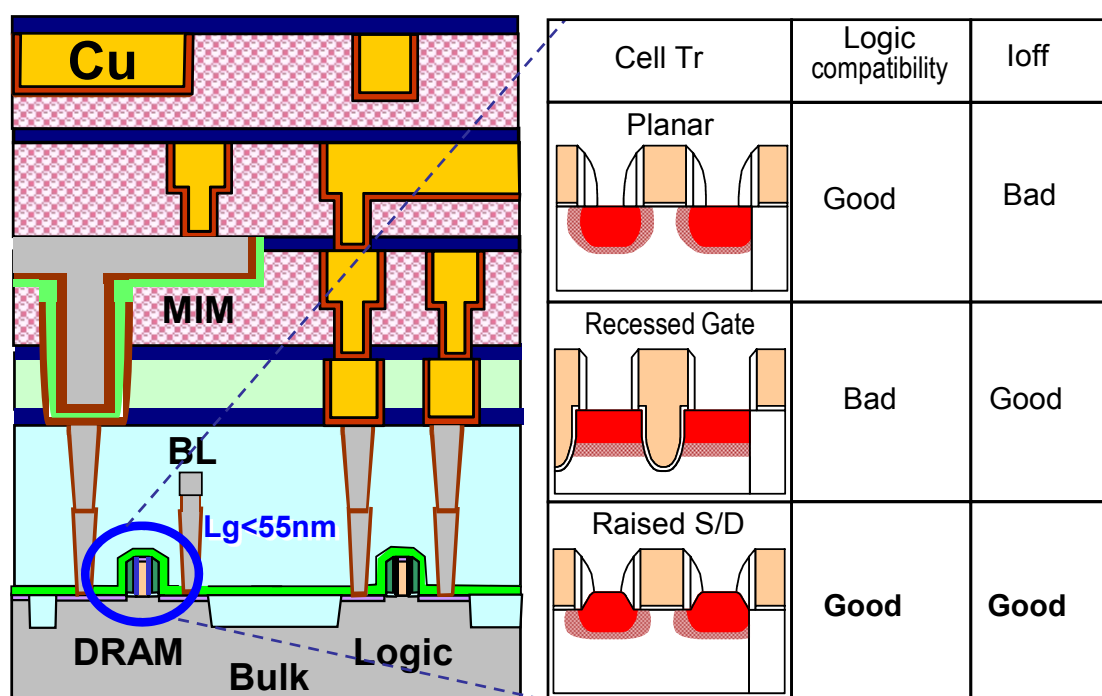 Cu
MIM
BL
Lg<55nm
DRAM
Logic
Bulk
Cell Tr
Logic
compatibility
Ioff
Planar
Good
Bad
Recessed Gate
Bad
Good
Raised S/D
Good
Good